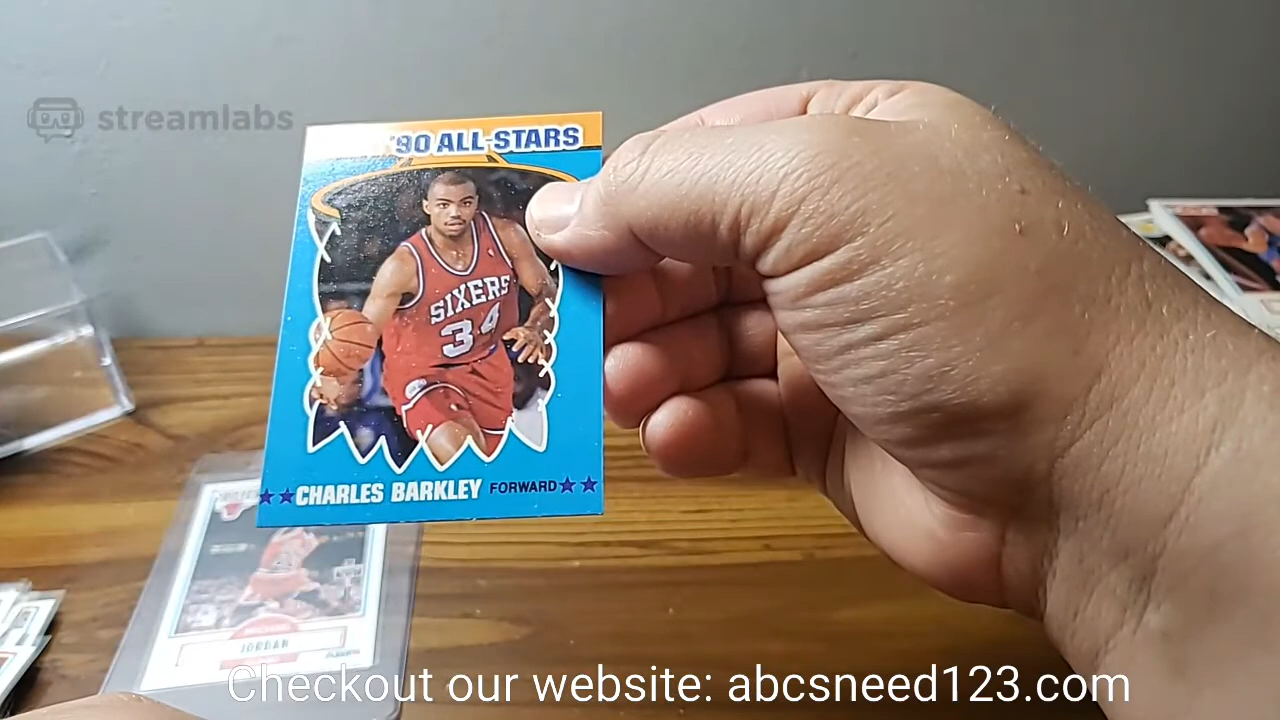 streamlabs
'90 ALL-STARS
SIXERS
34
CHARLES BARKLEY FORWARD
JORDAN
Checkout our website: abcsneed123.com